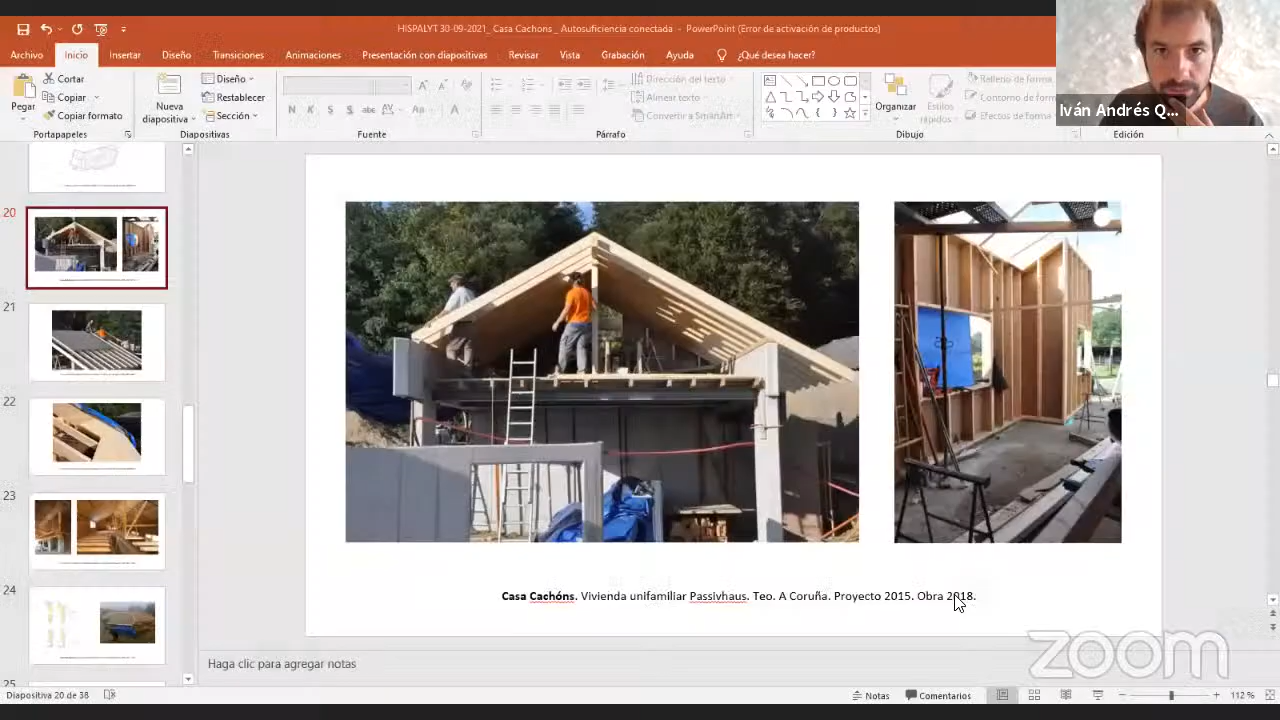 HISPALYT 30-09-2021_ Casa Cachons_ Autosuficiencia conectada - PowerPoint (Error de activación de productos)
Archivo Inicio Insertar Diseño Transiciones Animaciones Presentación con diapositivas Revisar Vista Grabación Ayuda ¿Qué desea hacer?
Pegar
Cortar
Copiar
Copiar formato
Portapapeles
Nueva
diapositiva
Diseño
Restablecer
Sección
Diapositivas
N K S S abc AV Aa A
Fuente
Párrafo
Dirección del texto
Alinear texto
Convertir a SmartArt
Organizar
Estilos
rápidos
Dibujo
Relleno de forma
Contorno de forma
Efectos de forma
Edición
Iván Andrés Q...
20
21
22
23
24
25
Casa Cachóns. Vivienda unifamiliar Passivhaus. Teo. A Coruña. Proyecto 2015. Obra 2018.
zoom
Haga clic para agregar notas
Diapositiva 20 de 38 Notas Comentarios 112 %